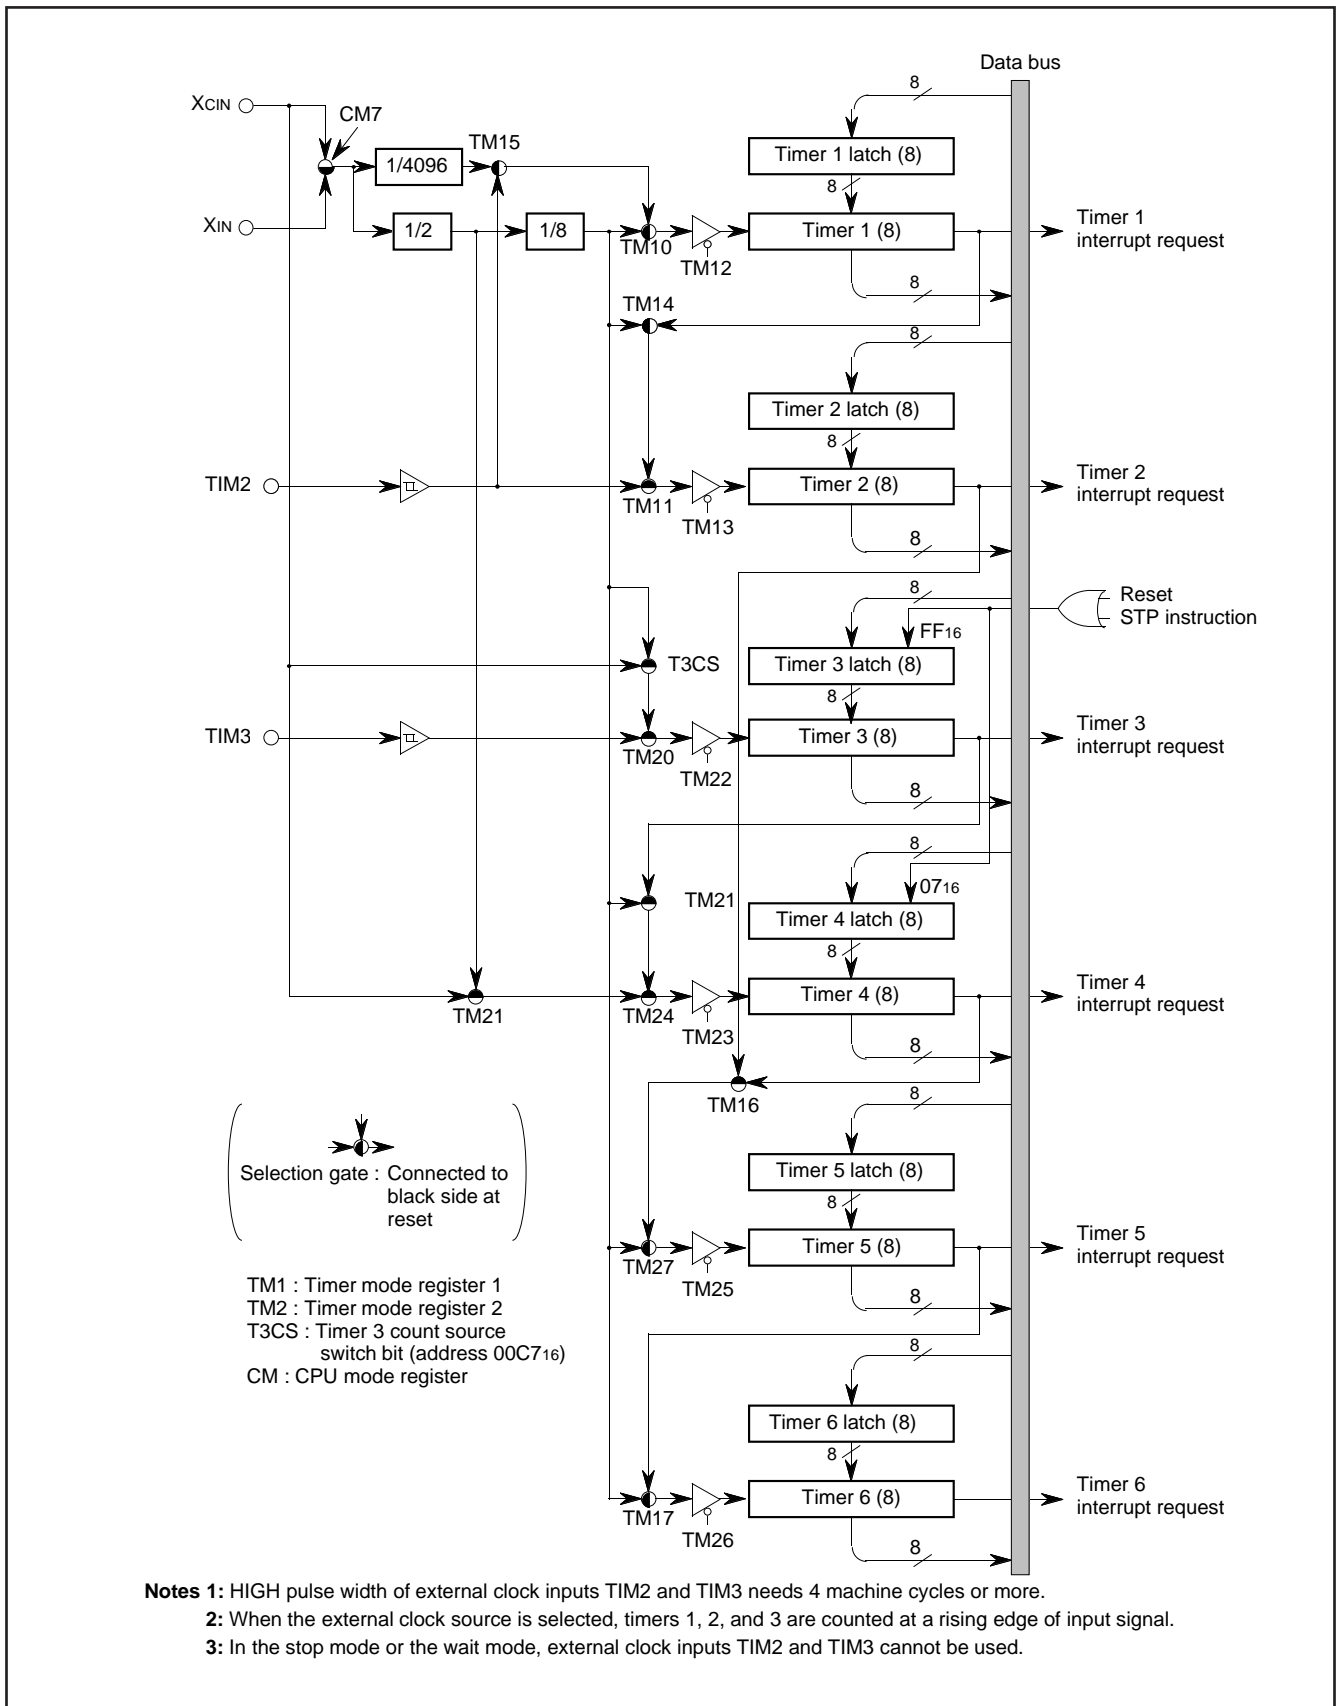 Data bus
8
XCIN
CM7
TM15
Timer 1 latch (8)
1/4096
8
XIN
1/2
1/8
TM10
TM12
Timer 1 (8)
Timer 1
interrupt request
8
TM14
8
Timer 2 latch (8)
8
TIM2
TM11
TM13
Timer 2 (8)
Timer 2
interrupt request
8
8
Reset
STP instruction
FF16
T3CS
Timer 3 latch (8)
8
TIM3
TM20
TM22
Timer 3 (8)
Timer 3
interrupt request
8
8
0716
TM21
Timer 4 latch (8)
8
TM21
TM24
TM23
Timer 4 (8)
Timer 4
interrupt request
8
TM16
8
Selection gate : Connected to
black side at
reset
Timer 5 latch (8)
8
TM27
TM25
Timer 5 (8)
Timer 5
interrupt request
8
TM1 : Timer mode register 1
TM2 : Timer mode register 2
T3CS : Timer 3 count source
switch bit (address 00C716)
CM : CPU mode register
8
Timer 6 latch (8)
8
TM17
TM26
Timer 6 (8)
Timer 6
interrupt request
8
Notes 1: HIGH pulse width of external clock inputs TIM2 and TIM3 needs 4 machine cycles or more.
2: When the external clock source is selected, timers 1, 2, and 3 are counted at a rising edge of input signal.
3: In the stop mode or the wait mode, external clock inputs TIM2 and TIM3 cannot be used.